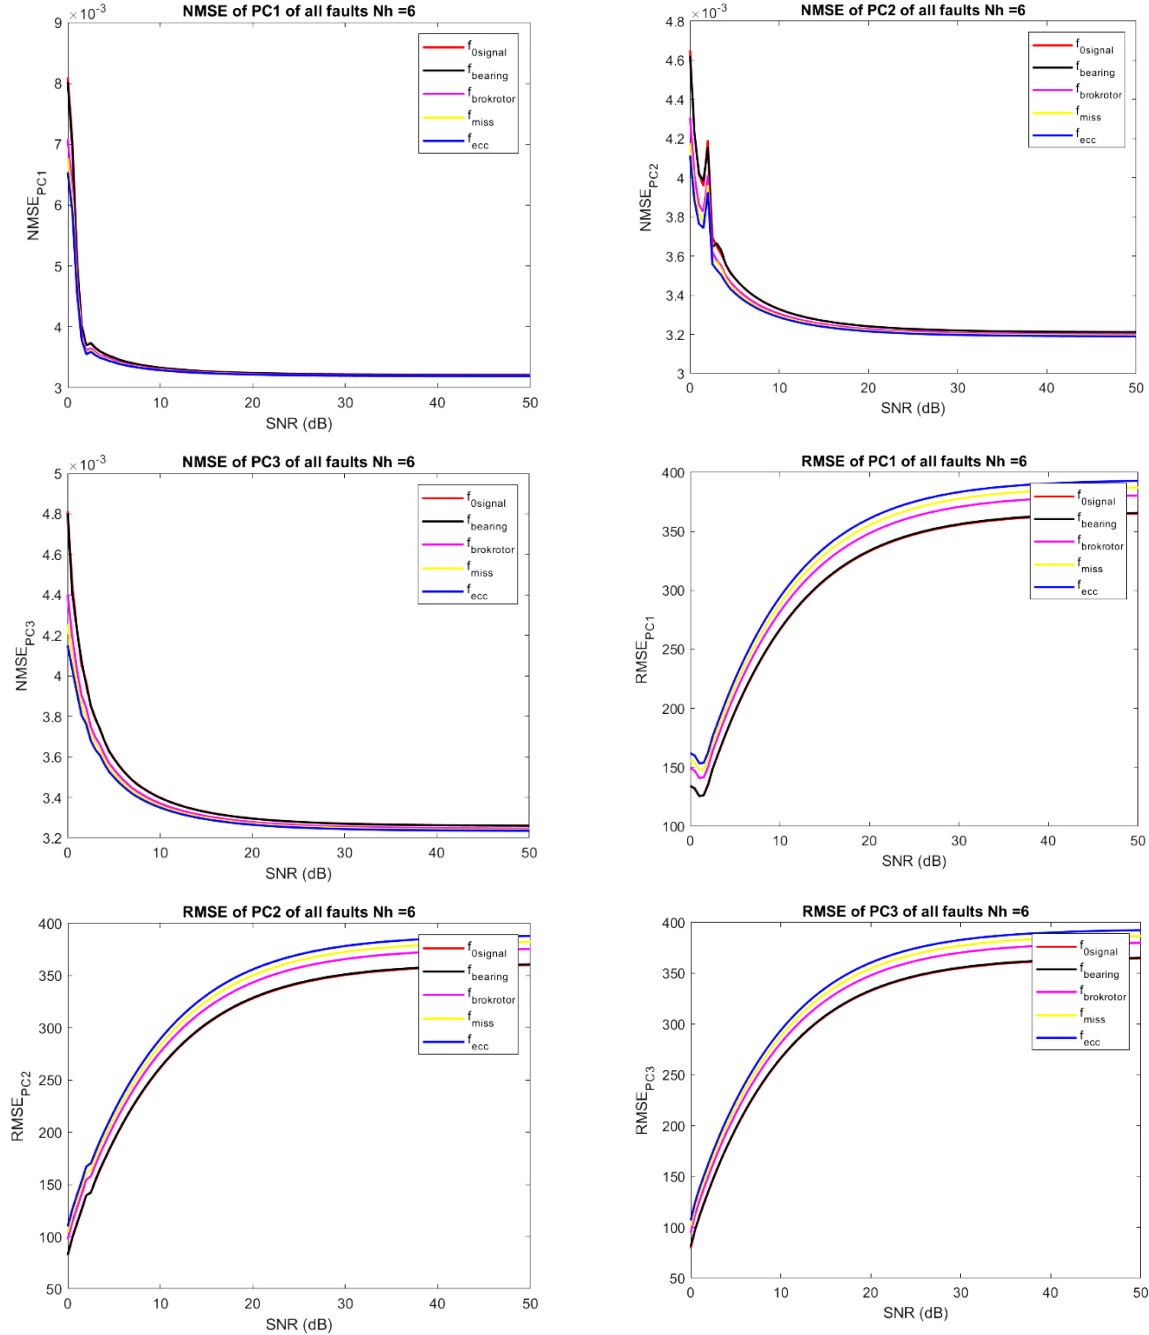 NMSE of PC1 of all faults Nh =6
×10⁻³
9
8
7
6
5
4
3
NMSE_PC1
0 10 20 30 40 50
SNR (dB)
f_0signal
f_bearing
f_brokrotor
f_miss
f_ecc
NMSE of PC2 of all faults Nh =6
×10⁻³
4.8
4.6
4.4
4.2
4
3.8
3.6
3.4
3.2
3
NMSE_PC2
0 10 20 30 40 50
SNR (dB)
f_0signal
f_bearing
f_brokrotor
f_miss
f_ecc
NMSE of PC3 of all faults Nh =6
×10⁻³
5
4.8
4.6
4.4
4.2
4
3.8
3.6
3.4
3.2
NMSE_PC3
0 10 20 30 40 50
SNR (dB)
f_0signal
f_bearing
f_brokrotor
f_miss
f_ecc
RMSE of PC1 of all faults Nh =6
400
350
300
250
200
150
100
RMSE_PC1
0 10 20 30 40 50
SNR (dB)
f_0signal
f_bearing
f_brokrotor
f_miss
f_ecc
RMSE of PC2 of all faults Nh =6
400
350
300
250
200
150
100
50
RMSE_PC2
0 10 20 30 40 50
SNR (dB)
f_0signal
f_bearing
f_brokrotor
f_miss
f_ecc
RMSE of PC3 of all faults Nh =6
400
350
300
250
200
150
100
50
RMSE_PC3
0 10 20 30 40 50
SNR (dB)
f_0signal
f_bearing
f_brokrotor
f_miss
f_ecc